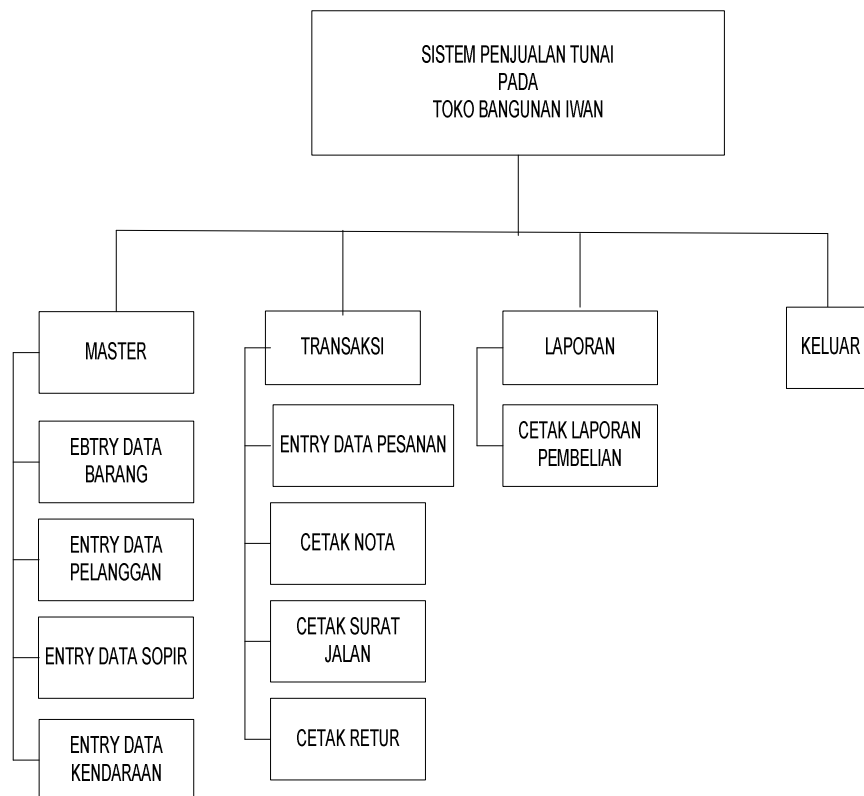 SISTEM PENJUALAN TUNAI
PADA
TOKO BANGUNAN IWAN
MASTER
TRANSAKSI
LAPORAN
KELUAR
EBTRY DATA
BARANG
ENTRY DATA
PELANGGAN
ENTRY DATA SOPIR
ENTRY DATA
KENDARAAN
ENTRY DATA PESANAN
CETAK NOTA
CETAK SURAT
JALAN
CETAK RETUR
CETAK LAPORAN
PEMBELIAN